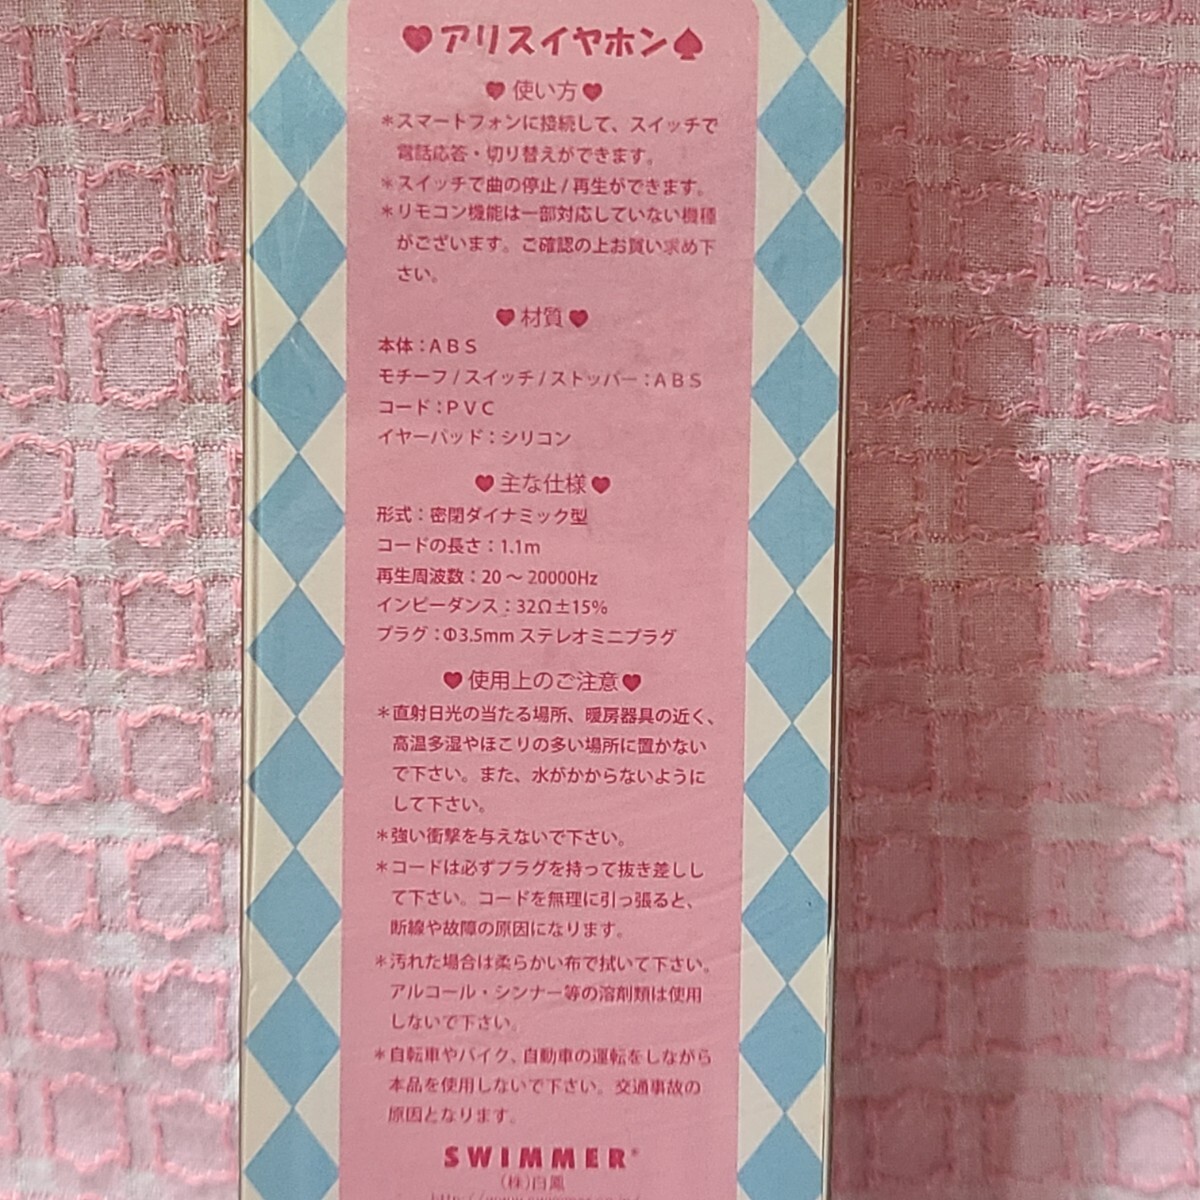 ♥アリスイヤホン♠
♥使い方♥
＊スマートフォンに接続して、スイッチで
電話応答・切り替えができます。
＊スイッチで曲の停止/再生ができます。
＊リモコン機能は一部対応していない機種
がございます。ご確認の上お買い求め下
さい。
♥材質♥
本体：ＡＢＳ
モチーフ/スイッチ/ストッパー：ＡＢＳ
コード：ＰＶＣ
イヤーパッド：シリコン
♥主な仕様♥
形式：密閉ダイナミック型
コードの長さ：1.1m
再生周波数：20 ～ 20000Hz
インピーダンス：32Ω±15%
プラグ：Φ3.5mm ステレオミニプラグ
♥使用上のご注意♥
＊直射日光の当たる場所、暖房器具の近く、
高温多湿やほこりの多い場所に置かない
で下さい。また、水がかからないように
して下さい。
＊強い衝撃を与えないで下さい。
＊コードは必ずプラグを持って抜き差しし
て下さい。コードを無理に引っ張ると、
断線や故障の原因になります。
＊汚れた場合は柔らかい布で拭いて下さい。
アルコール・シンナー等の溶剤類は使用
しないで下さい。
＊自転車やバイク、自動車の運転をしながら
本品を使用しないで下さい。交通事故の
原因となります。
SWIMMER®
(株)白鳳